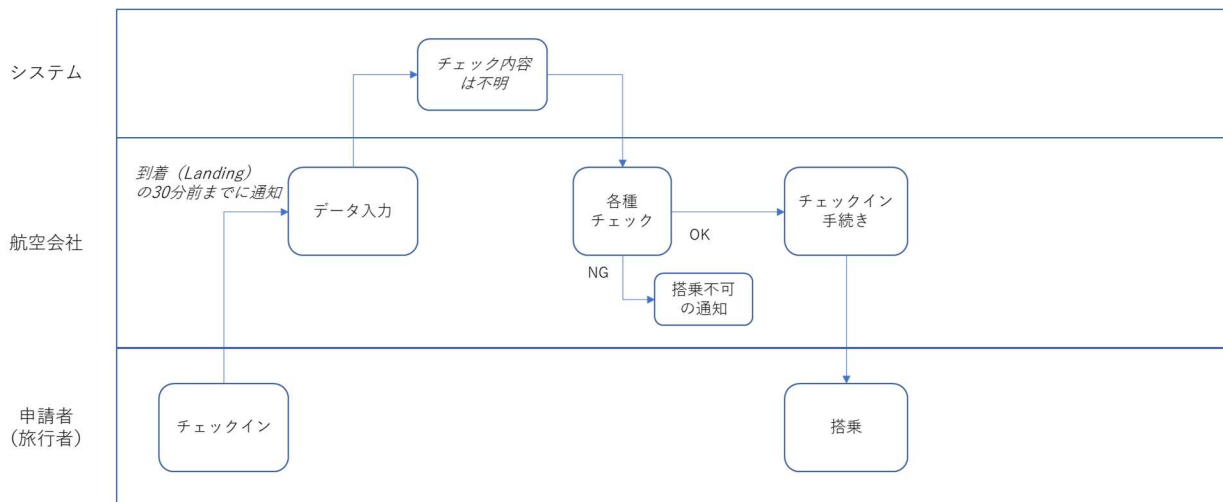 システム
チェック内容
は不明
到着（Landing）
の30分前までに通知
航空会社
データ入力
各種
チェック
OK
NG
チェックイン
手続き
搭乗不可
の通知
申請者
（旅行者）
チェックイン
搭乗